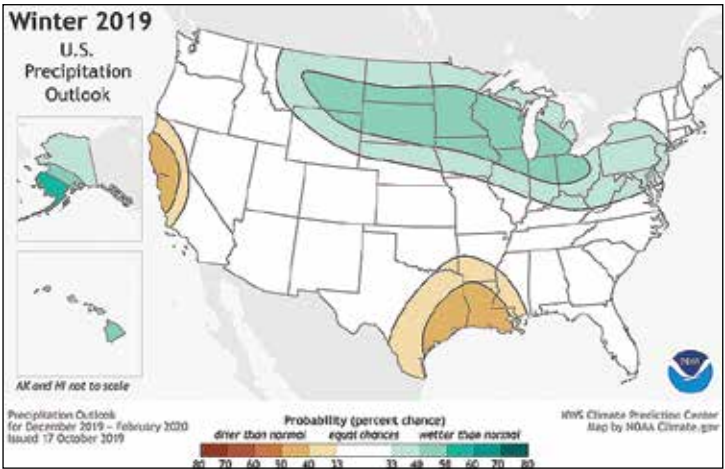 Winter 2019
U.S.
Precipitation
Outlook
AK and HI not to scale
NOAA
Precipitation Outlook
for December 2019 – February 2020
Issued 17 October 2019
Probability (percent chance)
drier than normal equal chances wetter than normal
80 70 60 50 40 33 33 40 50 60 70 80
NWS Climate Prediction Center
Map by NOAA Climate.gov